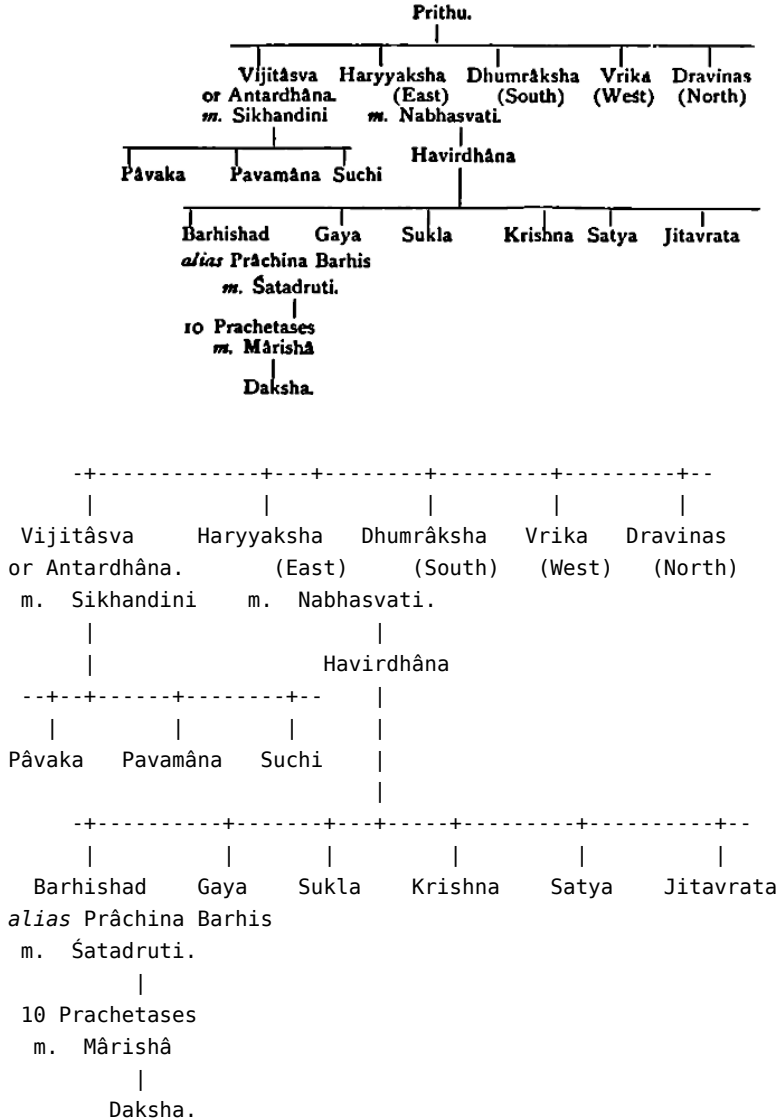 Prithu.
Vijitâsva Haryyaksha Dhumrâksha Vrika Dravinas
or Antardhâna. (East) (South) (West) (North)
m. Sikhandini m. Nabhasvati.
Havirdhâna
Pâvaka Pavamâna Suchi
Barhishad Gaya Sukla Krishna Satya Jitavrata
alias Prâchina Barhis
m. Śatadruti.
10 Prachetases
m. Mârishâ
Daksha.
Vijitâsva Haryyaksha Dhumrâksha Vrika Dravinas
or Antardhâna. (East) (South) (West) (North)
m. Sikhandini m. Nabhasvati.
Havirdhâna
Pâvaka Pavamâna Suchi
Barhishad Gaya Sukla Krishna Satya Jitavrata
alias Prâchina Barhis
m. Śatadruti.
10 Prachetases
m. Mârishâ
Daksha.